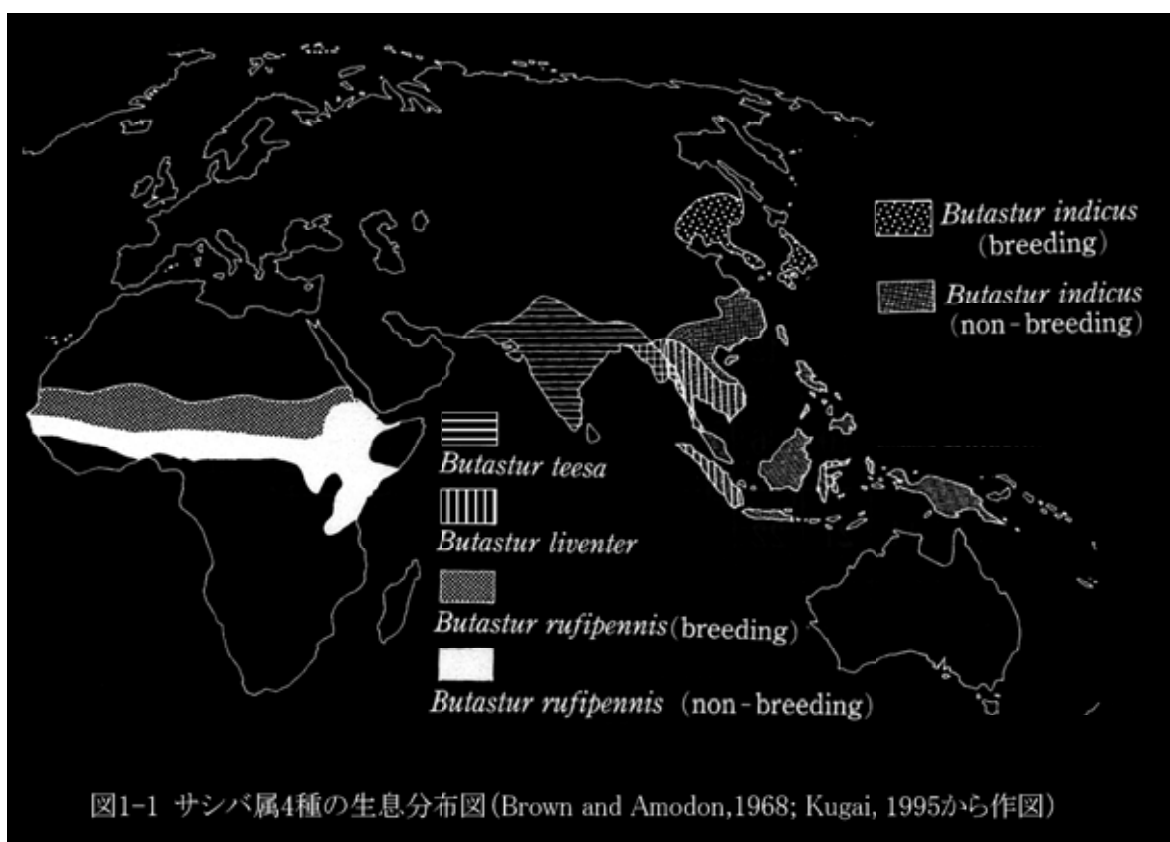 Butastur indicus
(breeding)
Butastur indicus
(non-breeding)
Butastur teesa
Butastur liventer
Butastur rufipennis(breeding)
Butastur rufipennis (non-breeding)
図1-1 サシバ属4種の生息分布図(Brown and Amodon,1968; Kugai, 1995から作図)